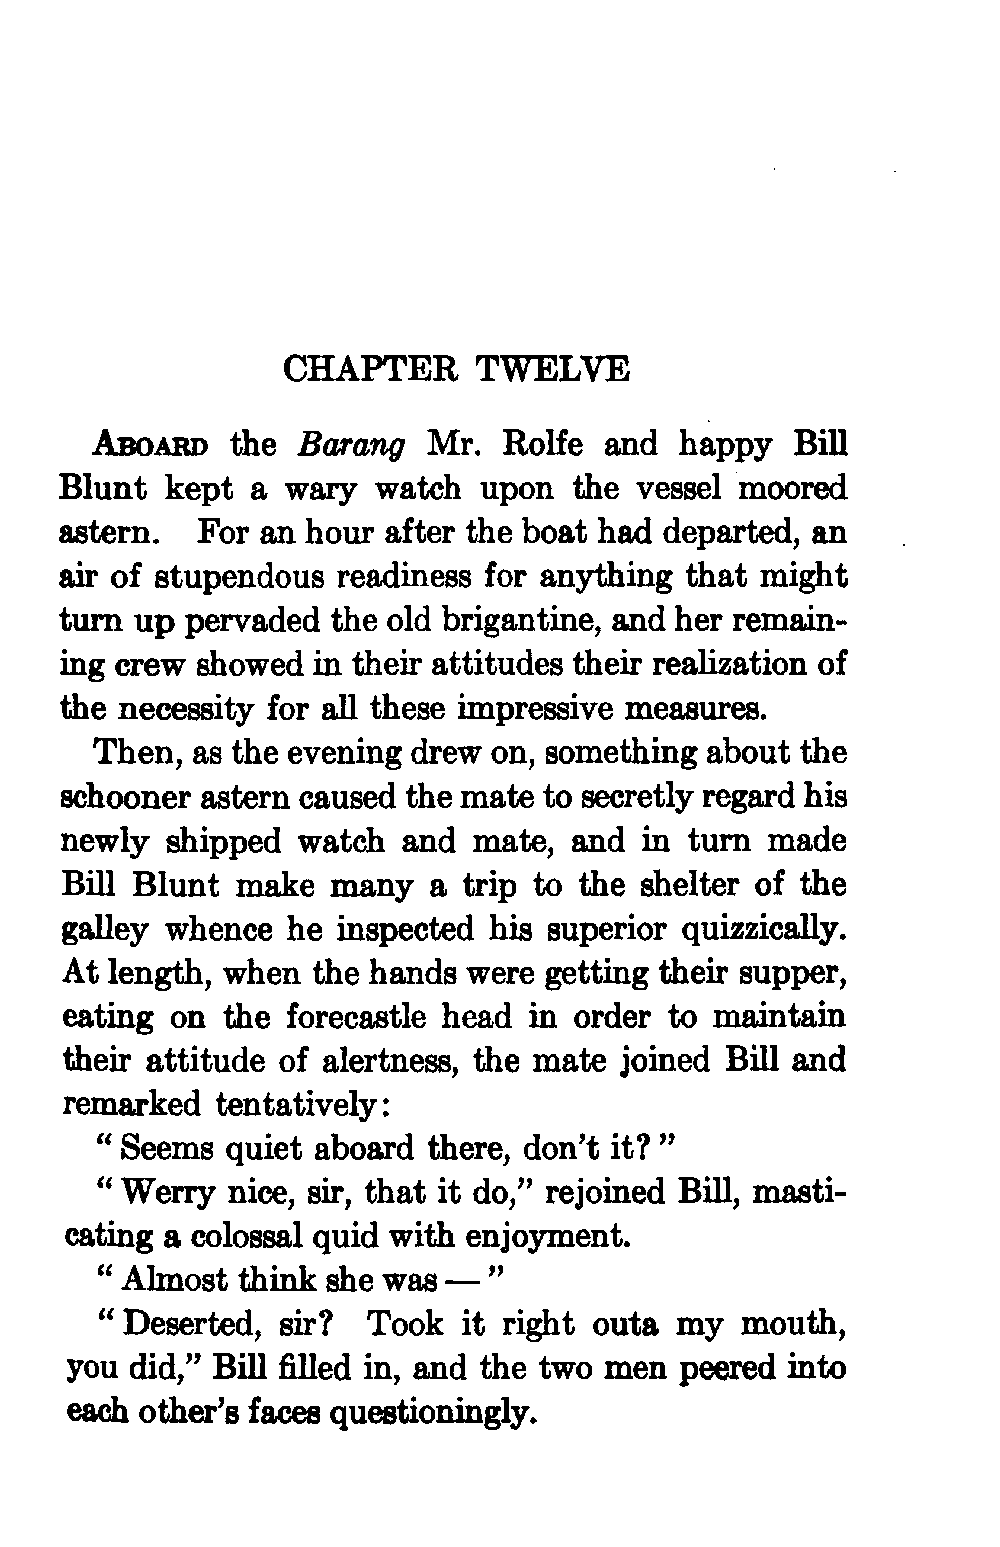 CHAPTER TWELVE
ABOARD the Barang Mr. Rolfe and happy Bill
Blunt kept a wary watch upon the vessel moored
astern. For an hour after the boat had departed, an
air of stupendous readiness for anything that might
turn up pervaded the old brigantine, and her remain-
ing crew showed in their attitudes their realization of
the necessity for all these impressive measures.
Then, as the evening drew on, something about the
schooner astern caused the mate to secretly regard his
newly shipped watch and mate, and in turn made
Bill Blunt make many a trip to the shelter of the
galley whence he inspected his superior quizzically.
At length, when the hands were getting their supper,
eating on the forecastle head in order to maintain
their attitude of alertness, the mate joined Bill and
remarked tentatively:
“Seems quiet aboard there, don’t it?”
“Werry nice, sir, that it do,” rejoined Bill, masti-
cating a colossal quid with enjoyment.
“Almost think she was—”
“Deserted, sir? Took it right outa my mouth,
you did,” Bill filled in, and the two men peered into
each other’s faces questioningly.